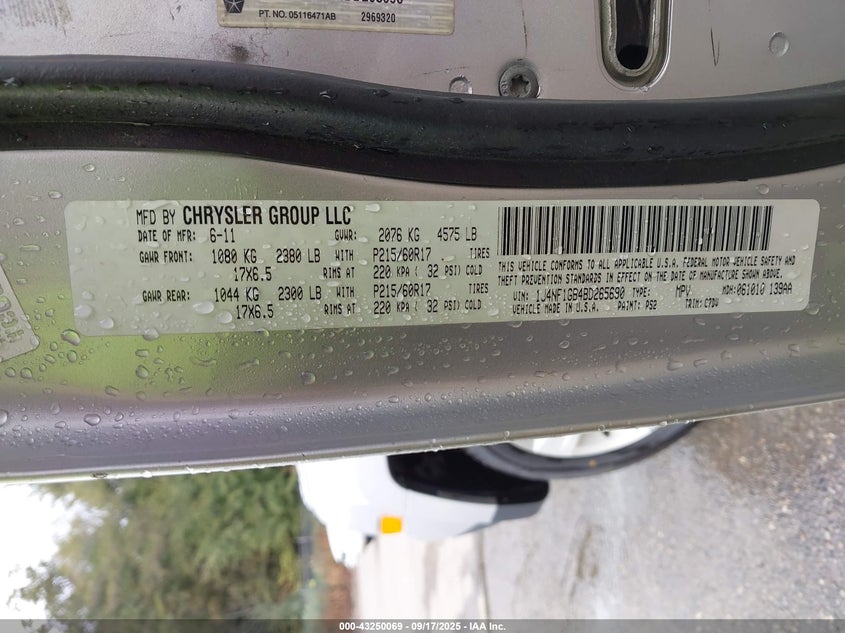 PT. NO. 05116471AB 2969320
MFD BY CHRYSLER GROUP LLC
DATE OF MFR: 6-11 GVWR: 2076 KG 4575 LB
GAWR FRONT: 1080 KG 2380 LB WITH P215/60R17 TIRES
17X6.5 RIMS AT 220 KPA ( 32 PSI) COLD
GAWR REAR: 1044 KG 2300 LB WITH P215/60R17 TIRES
17X6.5 RIMS AT 220 KPA ( 32 PSI) COLD
THIS VEHICLE CONFORMS TO ALL APPLICABLE U.S.A. FEDERAL MOTOR VEHICLE SAFETY AND
THEFT PREVENTION STANDARDS IN EFFECT ON THE DATE OF MANUFACTURE SHOWN ABOVE.
VIN: 1J4NF1GB4BD265690 TYPE: MPV MDH: 061010 139AA
VEHICLE MADE IN U.S.A. PAINT: PS2 TRIM: C7DV
000-43250069 - 09/17/2025 - IAA Inc.